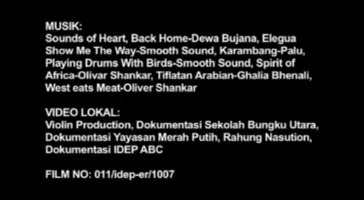 MUSIK:
Sounds of Heart, Back Home-Dewa Bujana, Elegua
Show Me The Way-Smooth Sound, Karambang-Palu,
Playing Drums With Birds-Smooth Sound, Spirit of
Africa-Olivar Shankar, Tiflatan Arabian-Ghalia Bhenali,
West eats Meat-Oliver Shankar
VIDEO LOKAL:
Violin Production, Dokumentasi Sekolah Bungku Utara,
Dokumentasi Yayasan Merah Putih, Rahung Nasution,
Dokumentasi IDEP ABC
FILM NO: 011/idep-er/1007